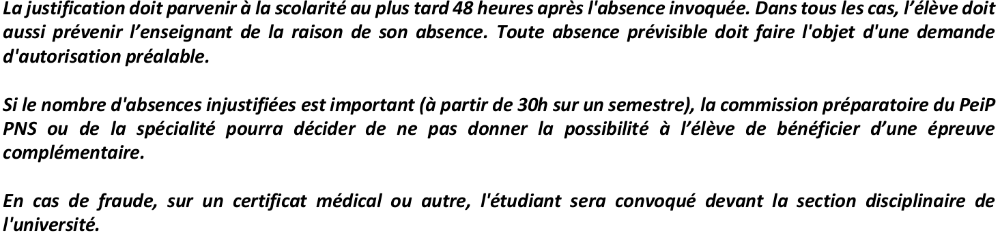 La justification doit parvenir à la scolarité au plus tard 48 heures après l'absence invoquée. Dans tous les cas, l’élève doit
aussi prévenir l’enseignant de la raison de son absence. Toute absence prévisible doit faire l'objet d'une demande
d'autorisation préalable.
Si le nombre d'absences injustifiées est important (à partir de 30h sur un semestre), la commission préparatoire du PeiP
PNS ou de la spécialité pourra décider de ne pas donner la possibilité à l’élève de bénéficier d’une épreuve
complémentaire.
En cas de fraude, sur un certificat médical ou autre, l'étudiant sera convoqué devant la section disciplinaire de
l'université.